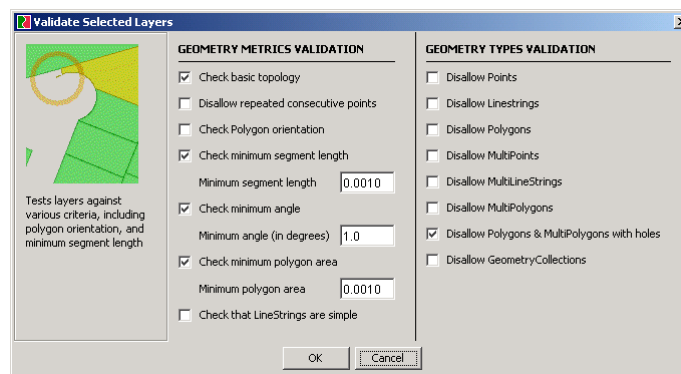 Validate Selected Layers
Tests layers against
various criteria, including
polygon orientation, and
minimum segment length
GEOMETRY METRICS VALIDATION
Check basic topology
Disallow repeated consecutive points
Check Polygon orientation
Check minimum segment length
Minimum segment length 0.0010
Check minimum angle
Minimum angle (in degrees) 1.0
Check minimum polygon area
Minimum polygon area 0.0010
Check that LineStrings are simple
GEOMETRY TYPES VALIDATION
Disallow Points
Disallow Linestrings
Disallow Polygons
Disallow MultiPoints
Disallow MultiLineStrings
Disallow MultiPolygons
Disallow Polygons & MultiPolygons with holes
Disallow GeometryCollections
OK
Cancel